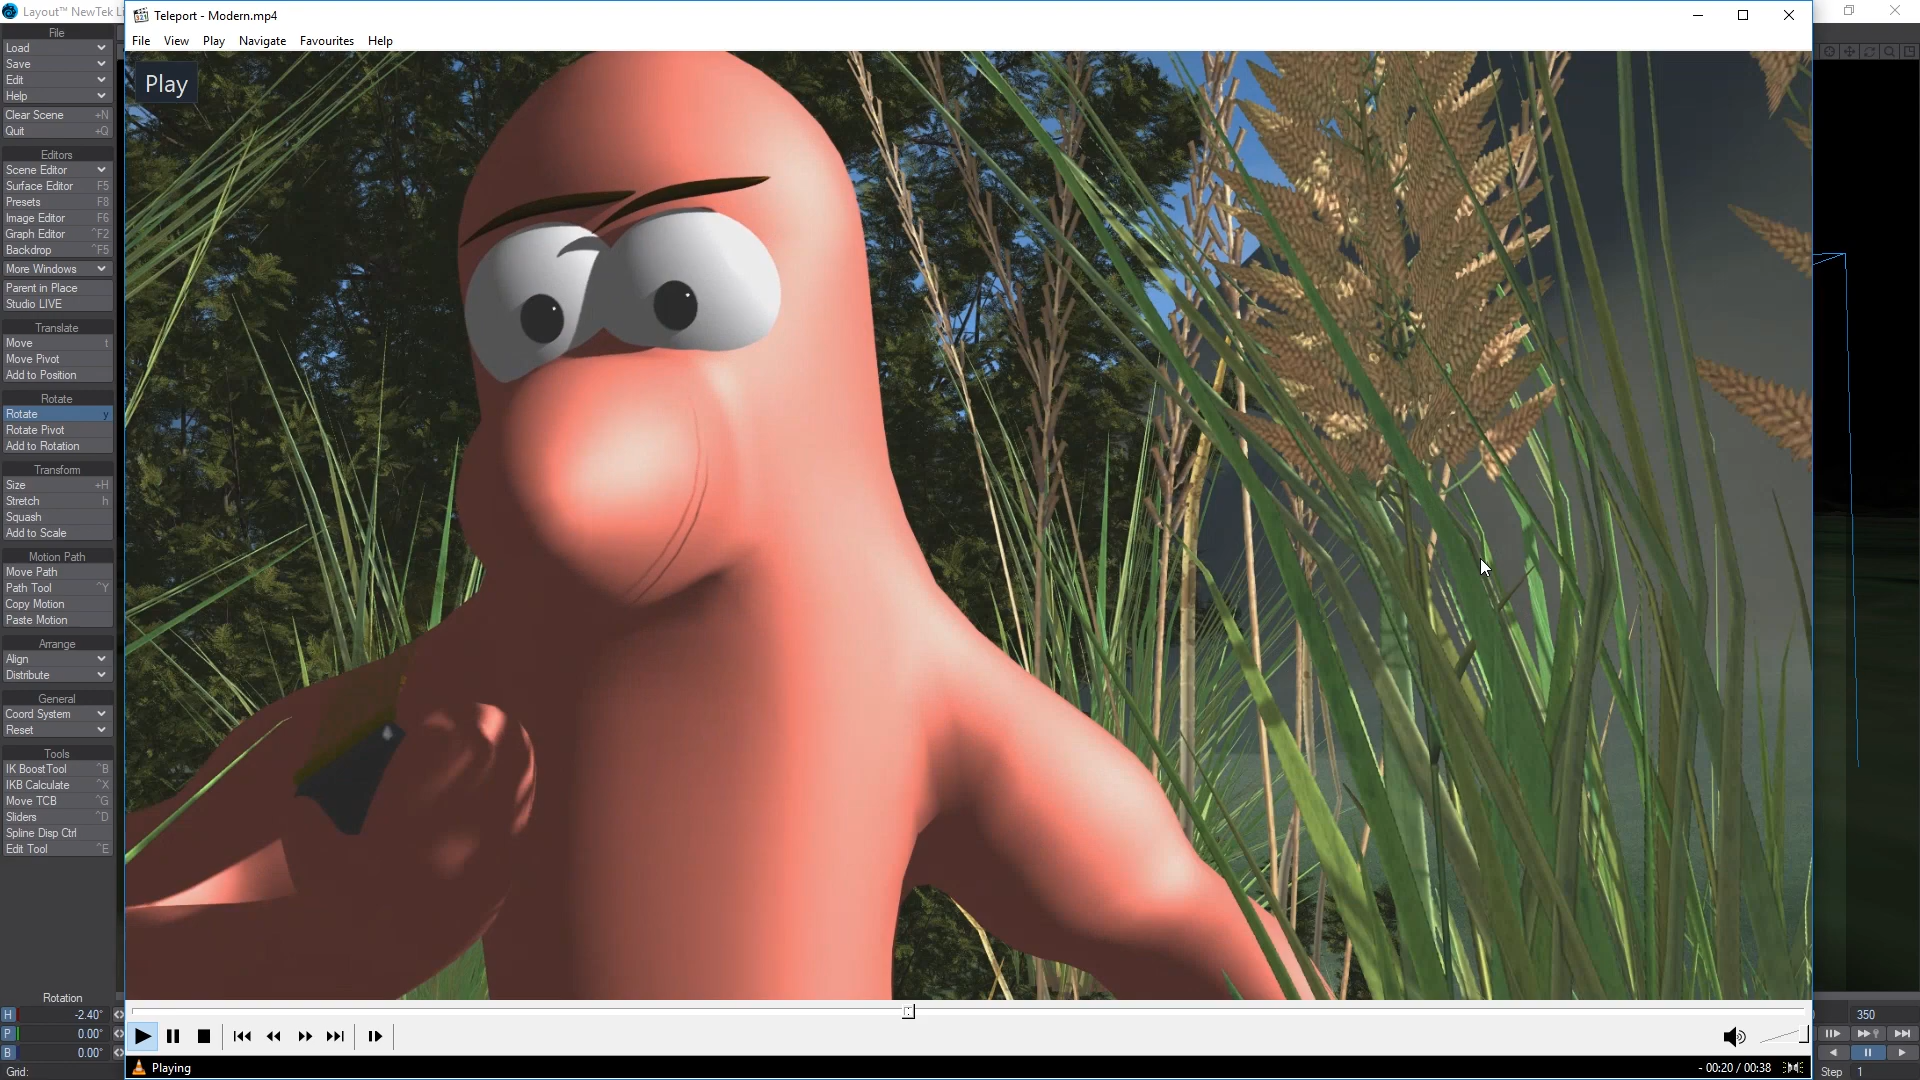 Layout™ NewTek Li
Teleport - Modern.mp4
File View Play Navigate Favourites Help
Play
File
Load
Save
Edit
Help
Clear Scene +N
Quit +Q
Editors
Scene Editor
Surface Editor F5
Presets F8
Image Editor F6
Graph Editor ^F2
Backdrop ^F5
More Windows
Parent in Place
Studio LIVE
Translate
Move t
Move Pivot
Add to Position
Rotate
Rotate y
Rotate Pivot
Add to Rotation
Transform
Size +H
Stretch h
Squash
Add to Scale
Motion Path
Move Path
Path Tool ^Y
Copy Motion
Paste Motion
Arrange
Align
Distribute
General
Coord System
Reset
Tools
IK Boost Tool ^B
IKB Calculate ^X
Move TCB ^G
Sliders ^D
Spline Disp Ctrl
Edit Tool ^E
Rotation
H -2.40°
P 0.00°
B 0.00°
Grid:
350
Step 1
Playing
- 00:20 / 00:38